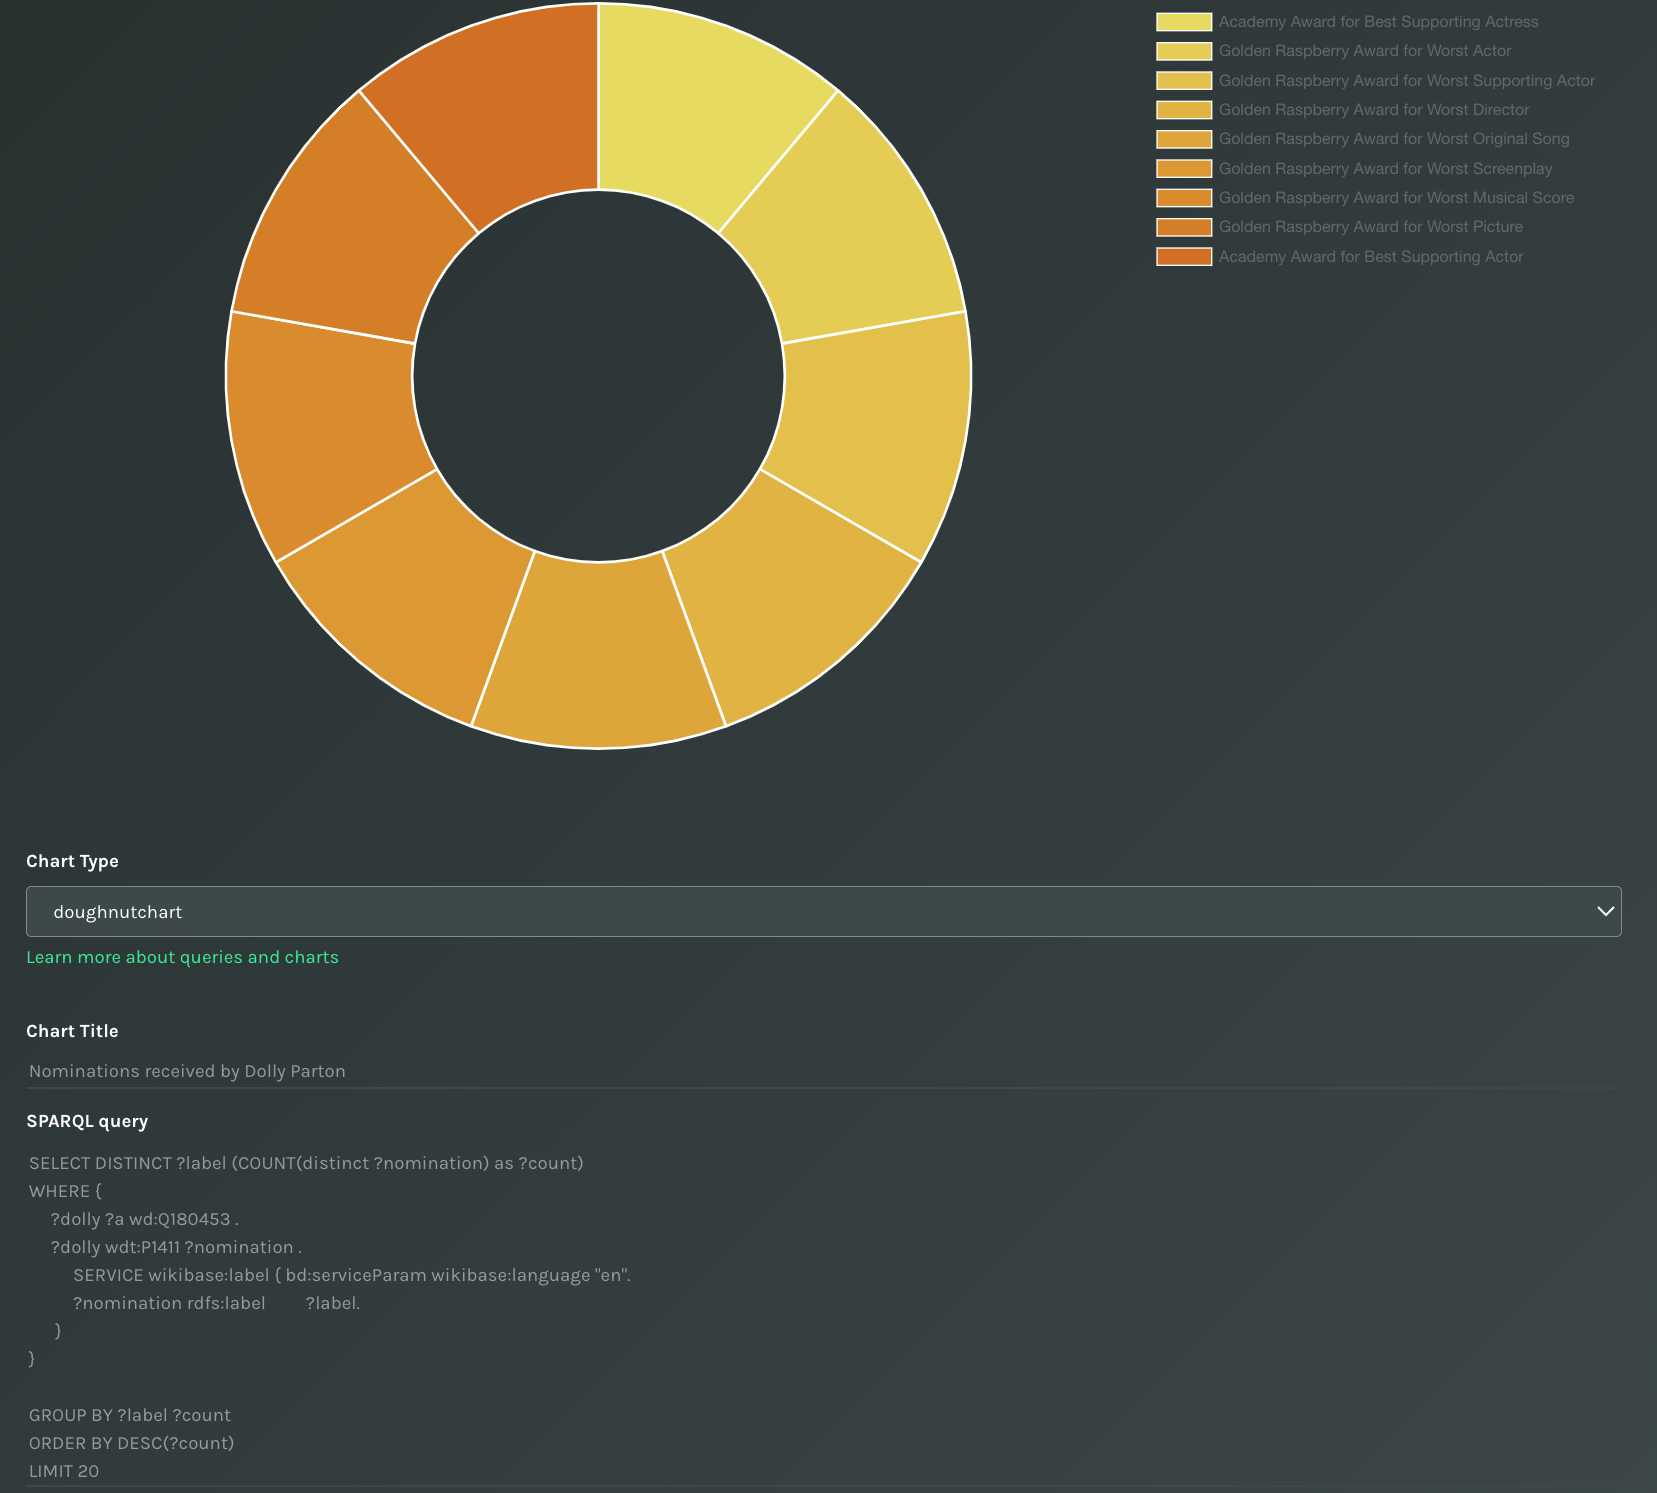 Academy Award for Best Supporting Actress
Golden Raspberry Award for Worst Actor
Golden Raspberry Award for Worst Supporting Actor
Golden Raspberry Award for Worst Director
Golden Raspberry Award for Worst Original Song
Golden Raspberry Award for Worst Screenplay
Golden Raspberry Award for Worst Musical Score
Golden Raspberry Award for Worst Picture
Academy Award for Best Supporting Actor
Chart Type
doughnutchart
Learn more about queries and charts
Chart Title
Nominations received by Dolly Parton
SPARQL query
SELECT DISTINCT ?label (COUNT(distinct ?nomination) as ?count)
WHERE {
?dolly ?a wd:Q180453 .
?dolly wdt:P1411 ?nomination .
SERVICE wikibase:label { bd:serviceParam wikibase:language "en".
?nomination rdfs:label ?label.
}
}
GROUP BY ?label ?count
ORDER BY DESC(?count)
LIMIT 20